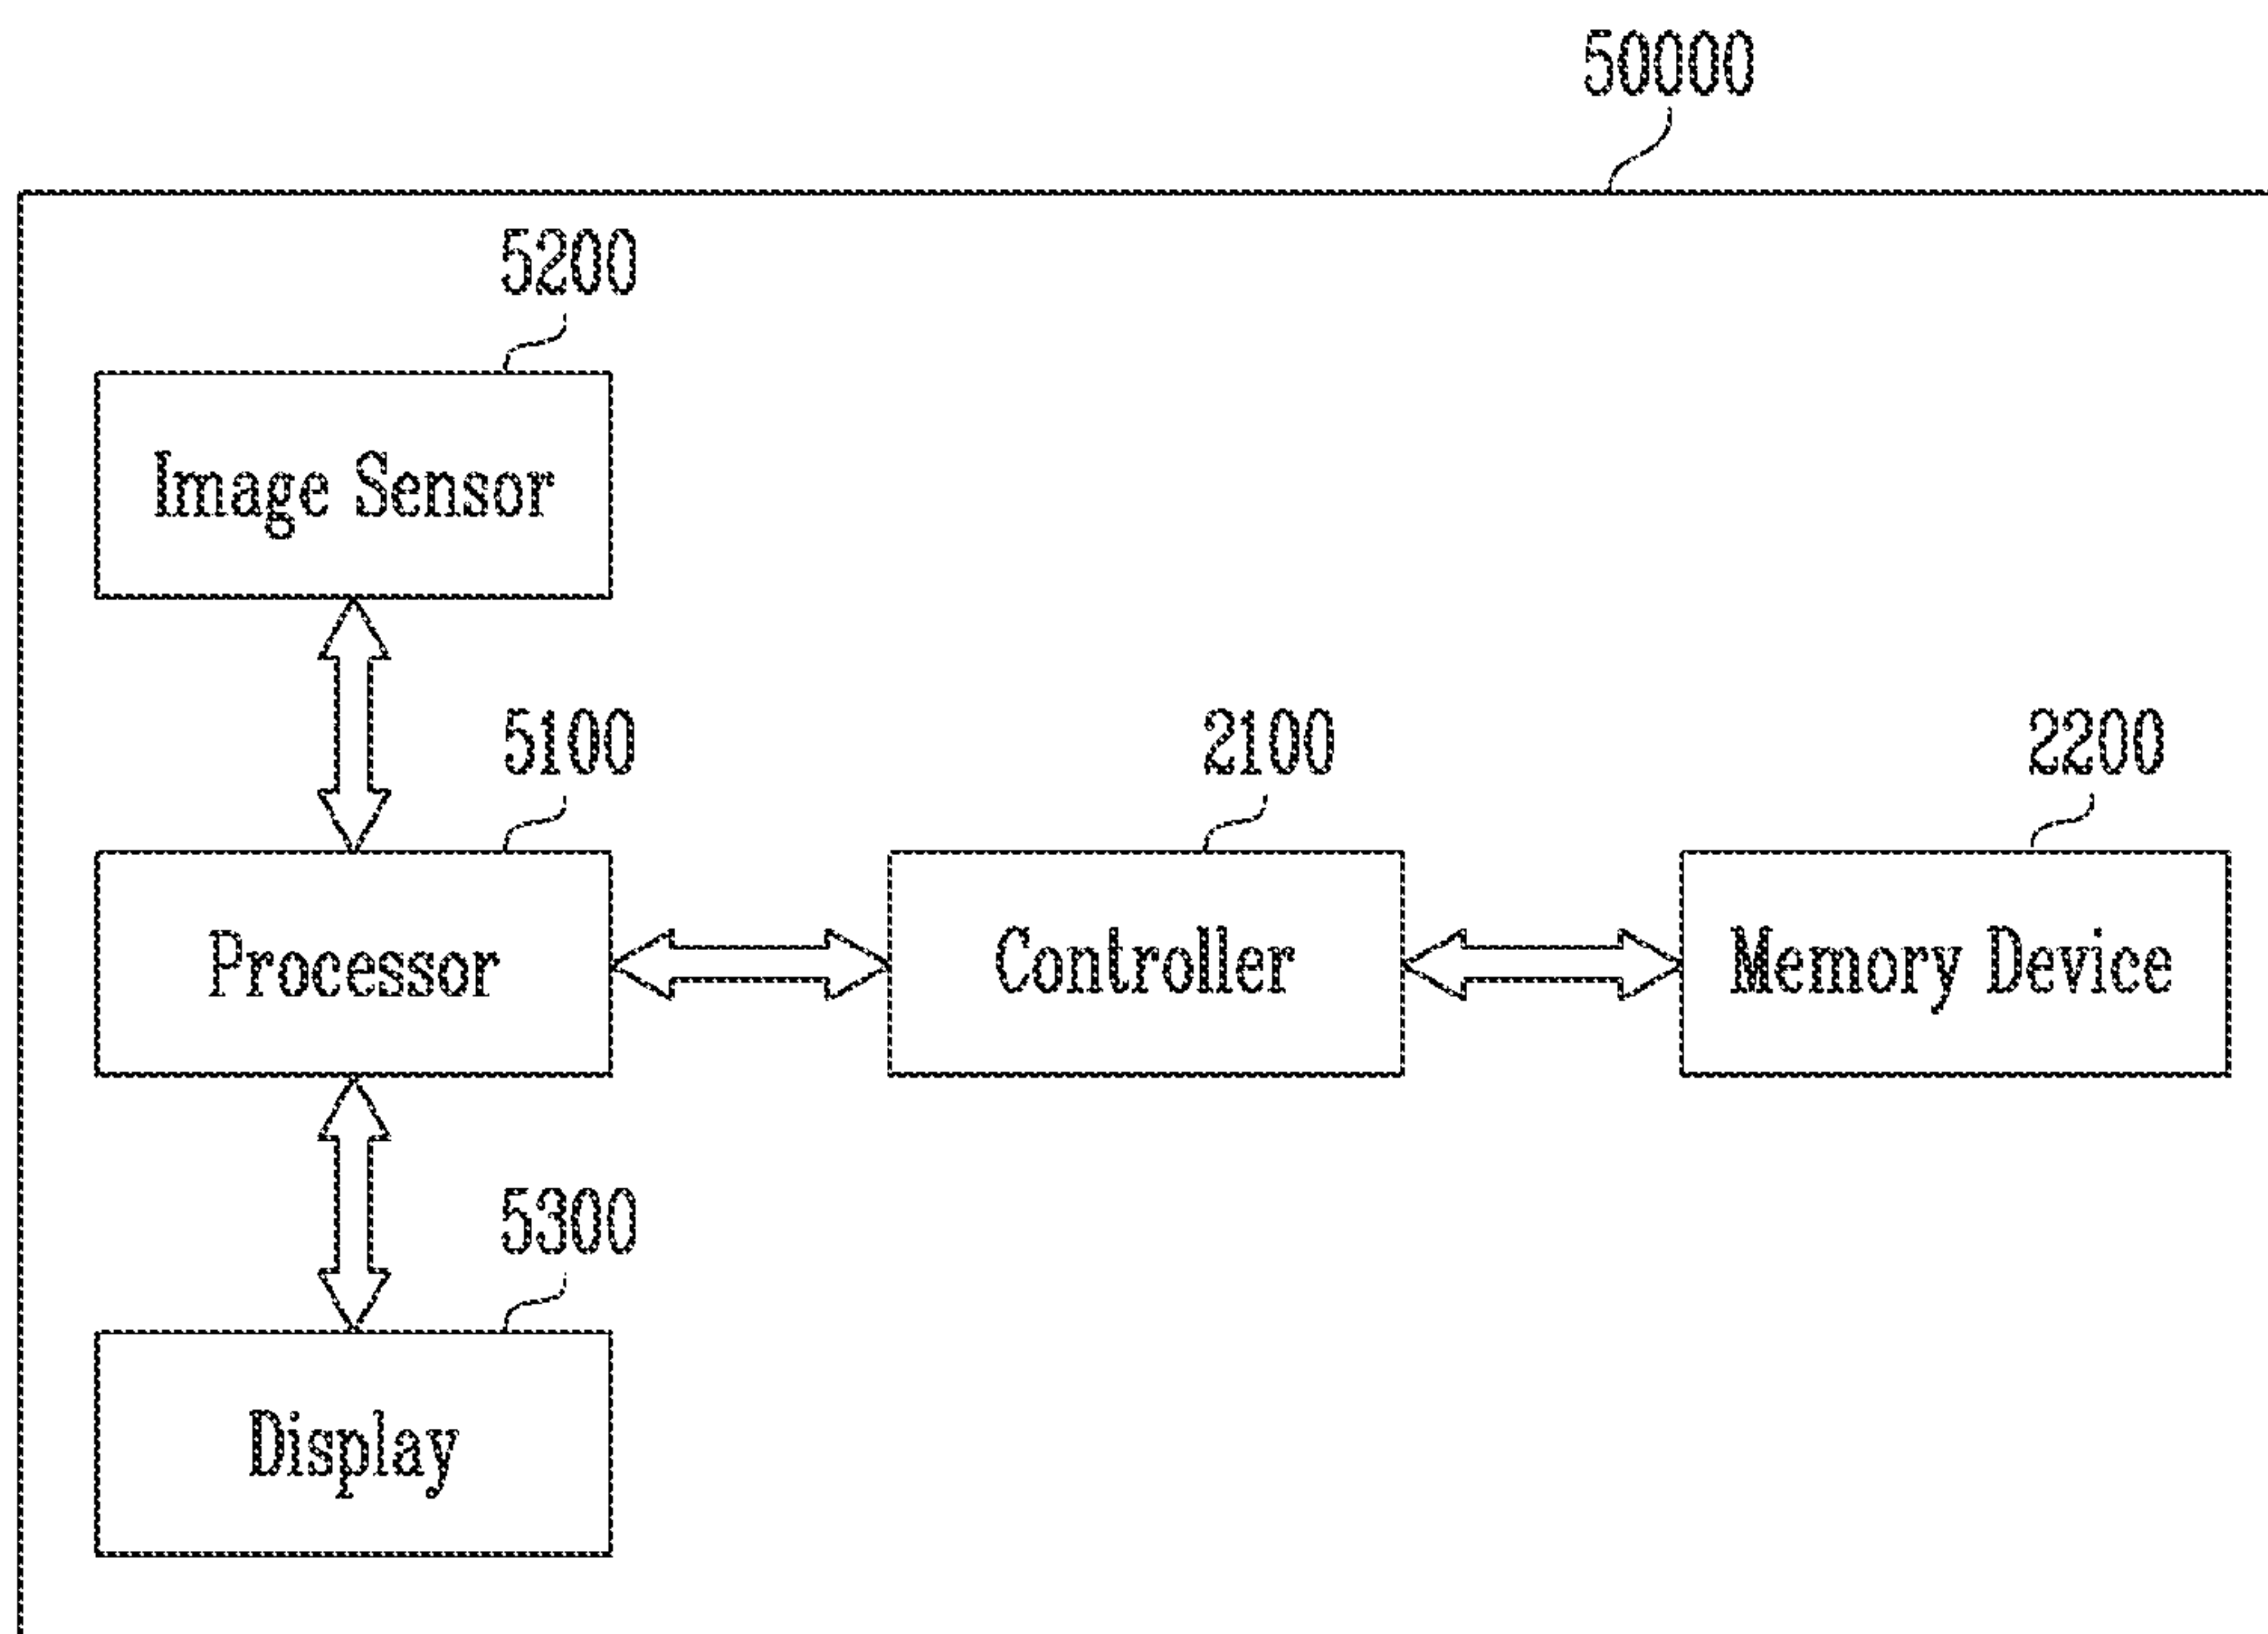 50000
5200
Image Sensor
5100
2100
2200
Processor
Controller
Memory Device
5300
Display